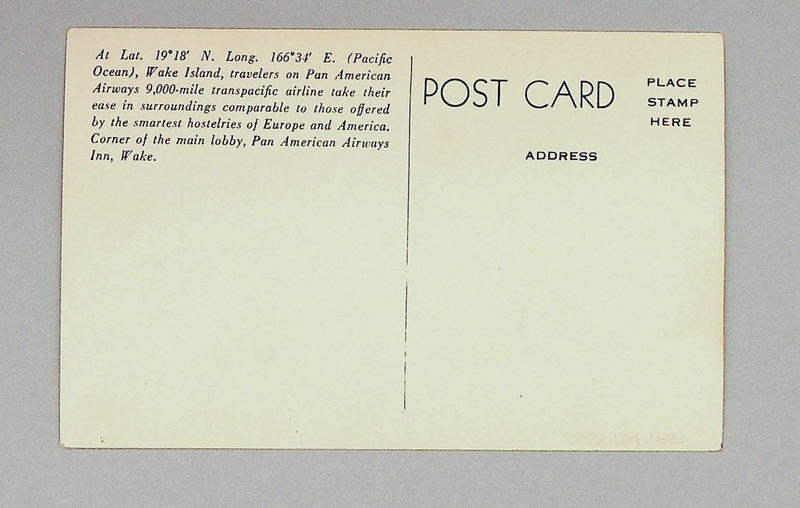 At Lat. 19°18' N. Long. 166°34' E. (Pacific
Ocean), Wake Island, travelers on Pan American
Airways 9,000-mile transpacific airline take their
ease in surroundings comparable to those offered
by the smartest hostelries of Europe and America.
Corner of the main lobby, Pan American Airways
Inn, Wake.
POST CARD
PLACE
STAMP
HERE
ADDRESS